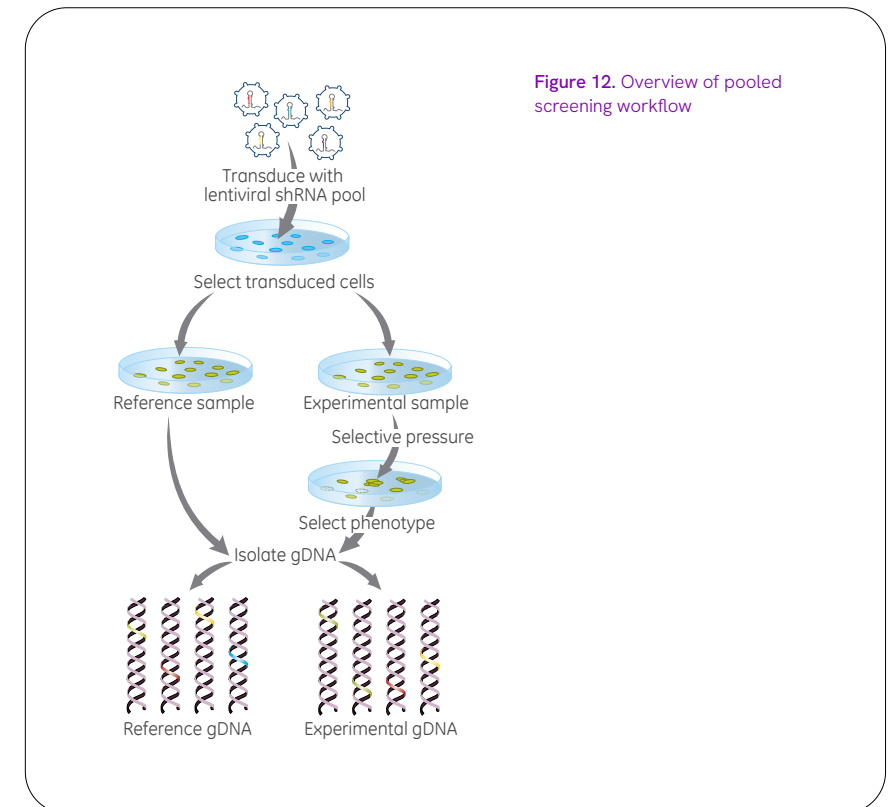 Figure 12. Overview of pooled
screening workflow
Transduce with
lentiviral shRNA pool
Select transduced cells
Reference sample
Experimental sample
Selective pressure
Select phenotype
Isolate gDNA
Reference gDNA
Experimental gDNA